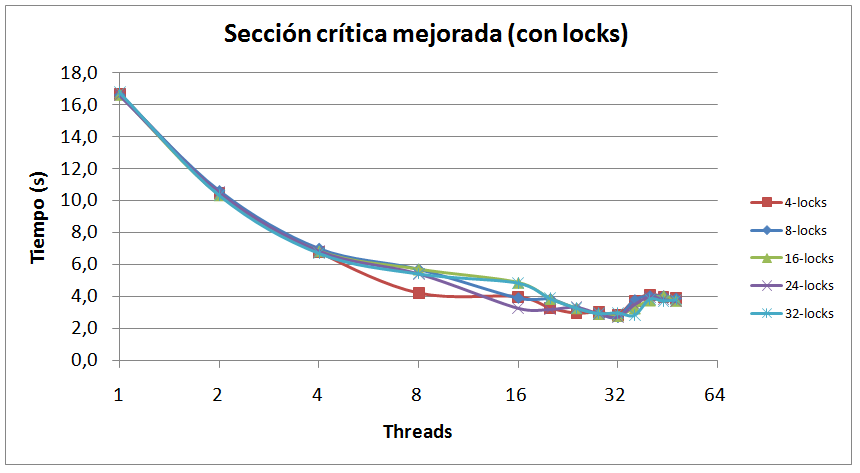 Sección crítica mejorada (con locks)
18,0
16,0
14,0
12,0
10,0
8,0
6,0
4,0
2,0
0,0
Tiempo (s)
1 2 4 8 16 32 64
Threads
4-locks
8-locks
16-locks
24-locks
32-locks